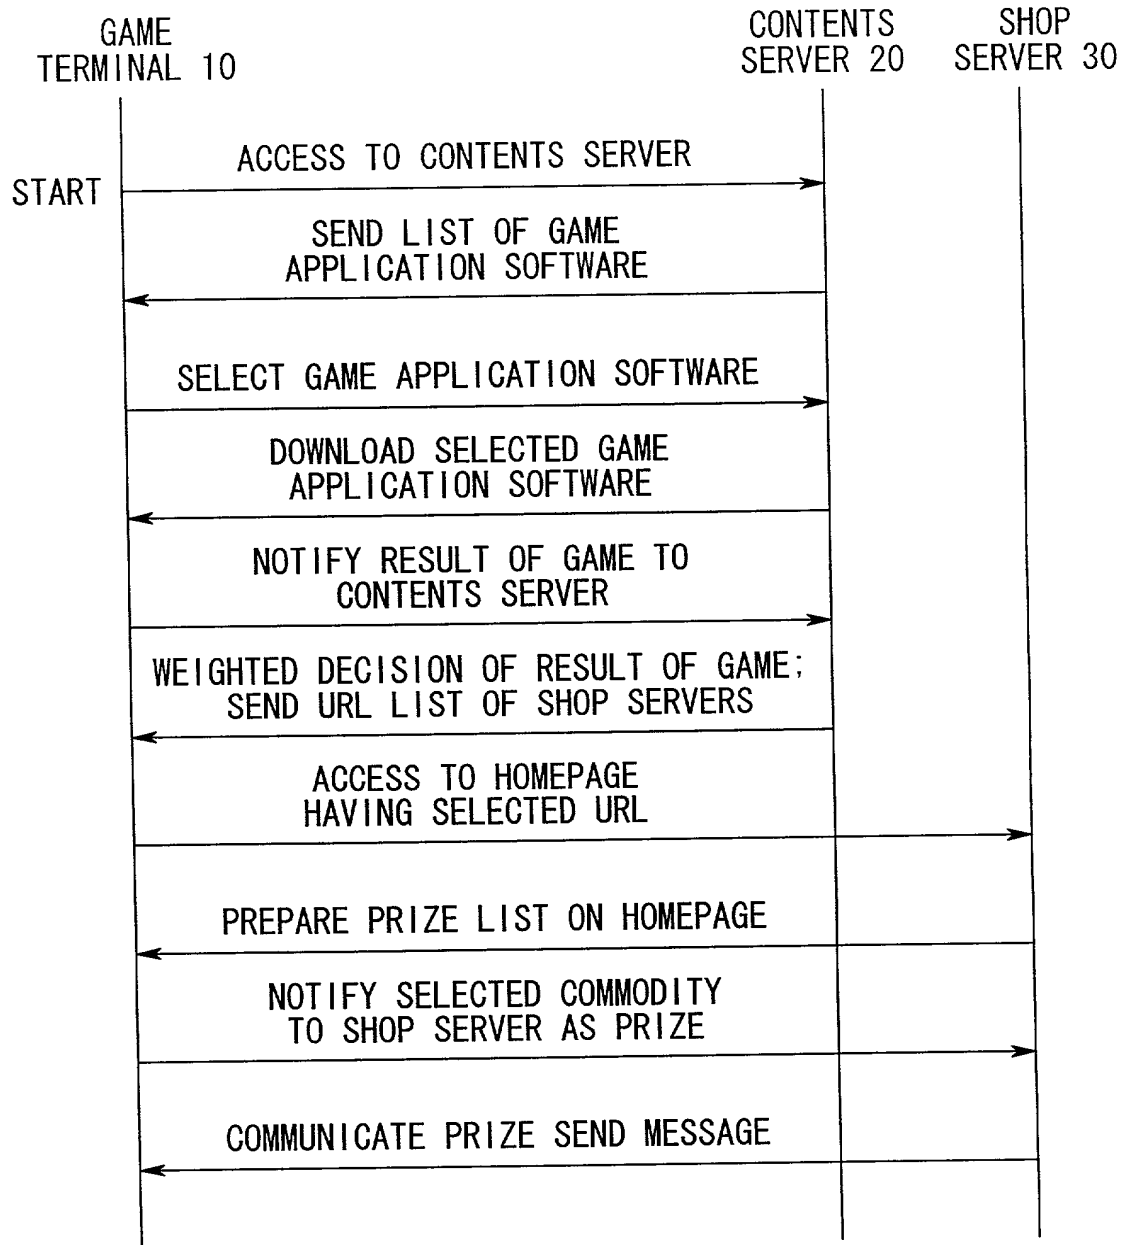 GAME
TERMINAL 10
CONTENTS
SERVER 20
SHOP
SERVER 30
ACCESS TO CONTENTS SERVER
START
SEND LIST OF GAME
APPLICATION SOFTWARE
SELECT GAME APPLICATION SOFTWARE
DOWNLOAD SELECTED GAME
APPLICATION SOFTWARE
NOTIFY RESULT OF GAME TO
CONTENTS SERVER
WEIGHTED DECISION OF RESULT OF GAME;
SEND URL LIST OF SHOP SERVERS
ACCESS TO HOMEPAGE
HAVING SELECTED URL
PREPARE PRIZE LIST ON HOMEPAGE
NOTIFY SELECTED COMMODITY
TO SHOP SERVER AS PRIZE
COMMUNICATE PRIZE SEND MESSAGE